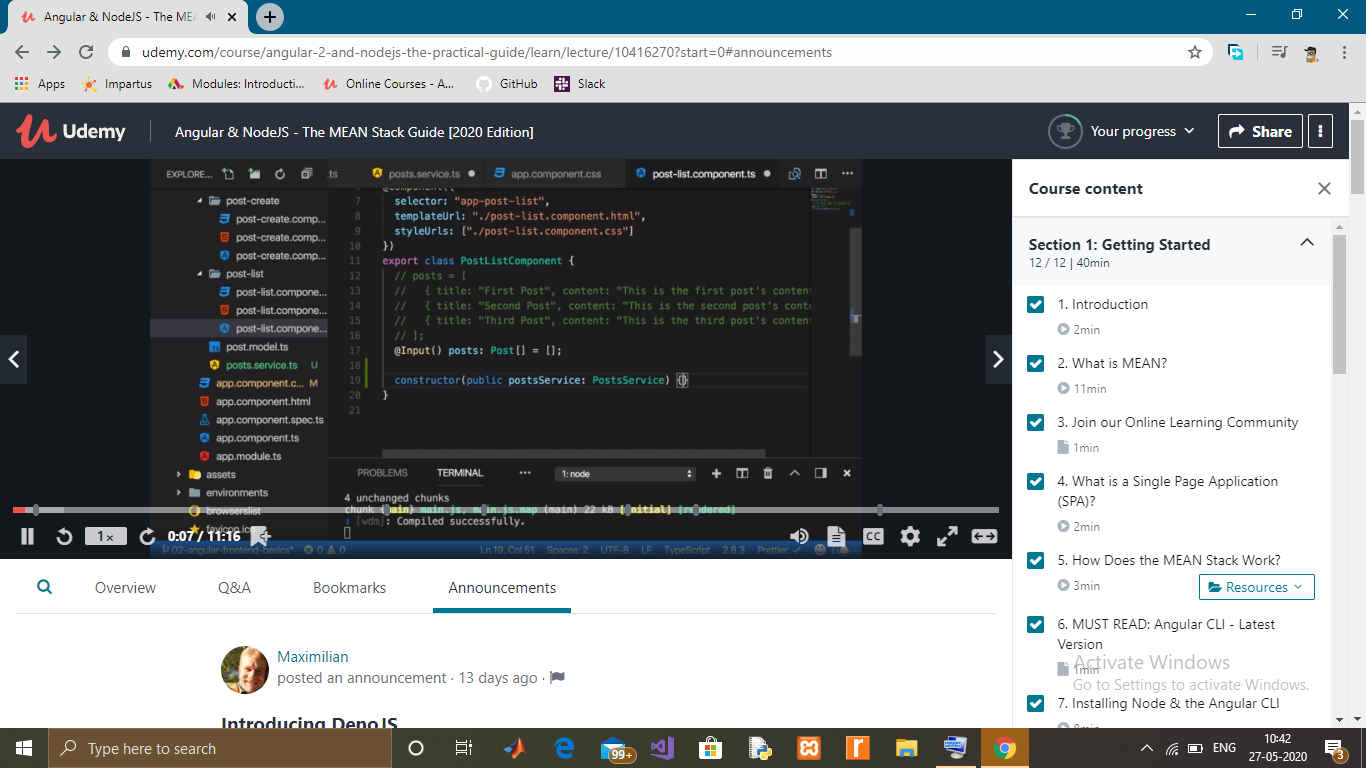 Angular & NodeJS - The MEA
udemy.com/course/angular-2-and-nodejs-the-practical-guide/learn/lecture/10416270?start=0#announcements
Apps
Impartus
Modules: Introducti...
Online Courses - A...
GitHub
Slack
Udemy
Angular & NodeJS - The MEAN Stack Guide [2020 Edition]
Your progress
Share
EXPLORE...
.ts
posts.service.ts
app.component.css
post-list.component.ts
post-create
post-create.comp...
post-create.comp...
post-create.comp...
post-list
post-list.compone...
post-list.compone...
post-list.compone...
post.model.ts
posts.service.ts U
app.component.c... M
app.component.html
app.component.spec.ts
app.component.ts
app.module.ts
assets
environments
browserslist
favicon.ico
@Component({
7 selector: "app-post-list",
8 templateUrl: "./post-list.component.html",
9 styleUrls: ["./post-list.component.css"]
10 })
11 export class PostListComponent {
12 // posts = [
13 // { title: "First Post", content: "This is the first post's conten
14 // { title: "Second Post", content: "This is the second post's cont
15 // { title: "Third Post", content: "This is the third post's conten
16 // ];
17 @Input() posts: Post[] = [];
18
19 constructor(public postsService: PostsService) {}
20 }
21
PROBLEMS
TERMINAL
...
1: node
4 unchanged chunks
chunk {main} main.js, main.js.map (main) 22 kB [initial] [rendered]
i [wdm]: Compiled successfully.
02-angular-frontend-basics*
0
0
Ln 19, Col 51
Spaces: 2
UTF-8
LF
TypeScript
2.8.3
Prettier: ✓
1x
0:07 / 11:16
CC
Course content
Section 1: Getting Started
12 / 12 | 40min
1. Introduction
2min
2. What is MEAN?
11min
3. Join our Online Learning Community
1min
4. What is a Single Page Application
(SPA)?
2min
5. How Does the MEAN Stack Work?
3min
Resources
6. MUST READ: Angular CLI - Latest
Version
1min
7. Installing Node & the Angular CLI
Activate Windows
Go to Settings to activate Windows.
Overview
Q&A
Bookmarks
Announcements
Maximilian
posted an announcement · 13 days ago ·
Introducing DenoJS
Type here to search
99+
ENG
10:42
27-05-2020
3